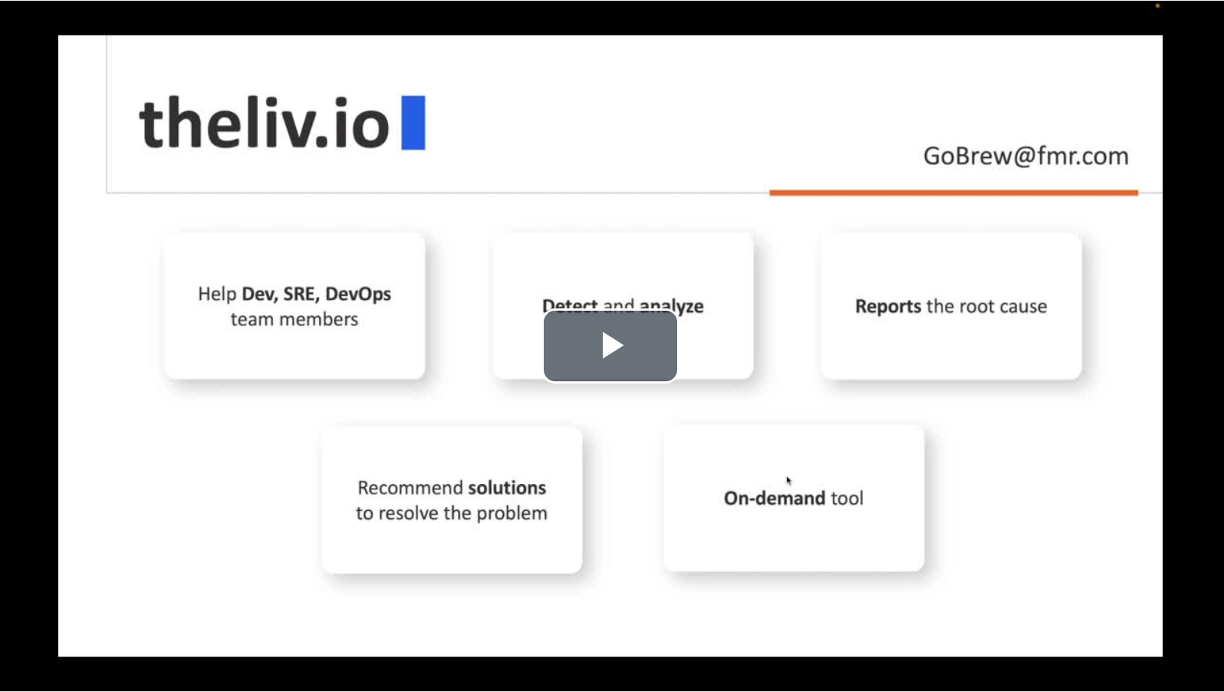 theliv.io
GoBrew@fmr.com
Help Dev, SRE, DevOps
team members
Detect and analyze
Reports the root cause
Recommend solutions
to resolve the problem
On-demand tool